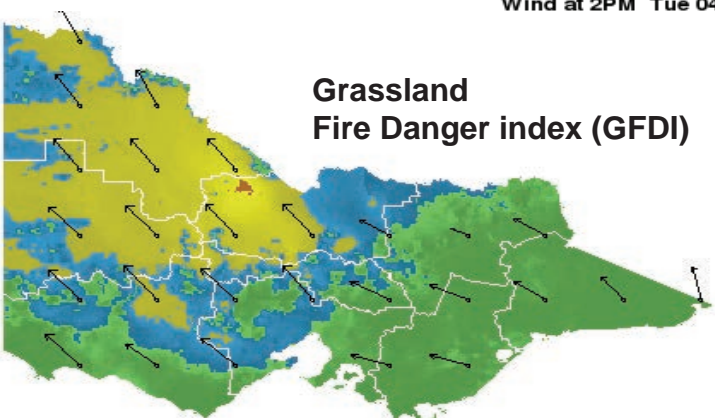 Wind at 2PM Tue 04
Grassland
Fire Danger index (GFDI)